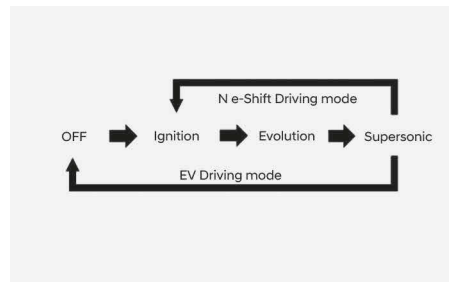 N e-Shift Driving mode
OFF Ignition Evolution Supersonic
EV Driving mode